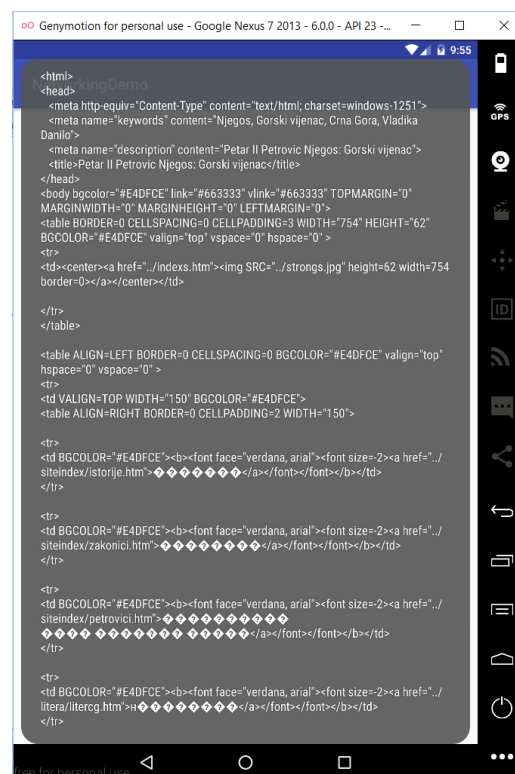 Genymotion for personal use - Google Nexus 7 2013 - 6.0.0 - API 23 -...
9:55
NetworkingDemo
<html>
<head>
<meta http-equiv="Content-Type" content="text/html; charset=windows-1251">
<meta name="keywords" content="Njegos, Gorski vijenac, Crna Gora, Vladika
Danilo">
<meta name="description" content="Petar II Petrovic Njegos: Gorski vijenac">
<title>Petar II Petrovic Njegos: Gorski vijenac</title>
</head>
<body bgcolor="#E4DFCE" link="#663333" vlink="#663333" TOPMARGIN="0"
MARGINWIDTH="0" MARGINHEIGHT="0" LEFTMARGIN="0">
<table BORDER=0 CELLSPACING=0 CELLPADDING=3 WIDTH="754" HEIGHT="62"
BGCOLOR="#E4DFCE" valign="top" vspace="0" hspace="0" >
<tr>
<td><center><a href="../indexs.htm"><img SRC="../strongs.jpg" height=62 width=754
border=0></a></center></td>
</tr>
</table>
<table ALIGN=LEFT BORDER=0 CELLSPACING=0 BGCOLOR="#E4DFCE" valign="top"
hspace="0" vspace="0" >
<tr>
<td VALIGN=TOP WIDTH="150" BGCOLOR="#E4DFCE">
<table ALIGN=RIGHT BORDER=0 CELLPADDING=2 WIDTH="150">
<tr>
<td BGCOLOR="#E4DFCE"><b><font face="verdana, arial"><font size=-2><a href="../
siteindex/istorije.htm">��������</a></font></font></b></td>
</tr>
<tr>
<td BGCOLOR="#E4DFCE"><b><font face="verdana, arial"><font size=-2><a href="../
siteindex/zakonici.htm">���������</a></font></font></b></td>
</tr>
<tr>
<td BGCOLOR="#E4DFCE"><b><font face="verdana, arial"><font size=-2><a href="../
siteindex/petrovici.htm">�����������
���� ������� �����</a></font></font></b></td>
</tr>
<tr>
<td BGCOLOR="#E4DFCE"><b><font face="verdana, arial"><font size=-2><a href="../
litera/litercg.htm">н��������</a></font></font></b></td>
</tr>
GPS
ID
free for personal use